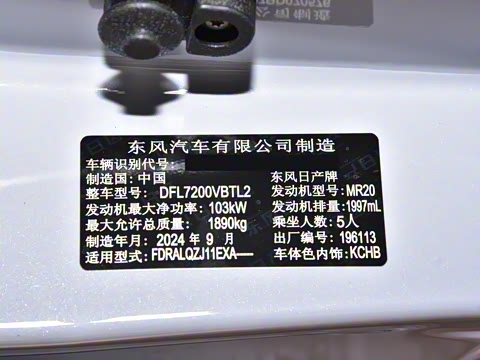 东风汽车有限公司制造
车辆识别代号:
制造国: 中国 东风日产牌
整车型号: DFL7200VBTL2 发动机型号: MR20
发动机最大净功率: 103kW 发动机排量: 1997mL
最大允许总质量: 1890kg 乘坐人数: 5人
制造年月: 2024 年 9 月 出厂编号: 196113
适用型式: FDRALQZJ11EXA----- 车体色内饰: KCHB